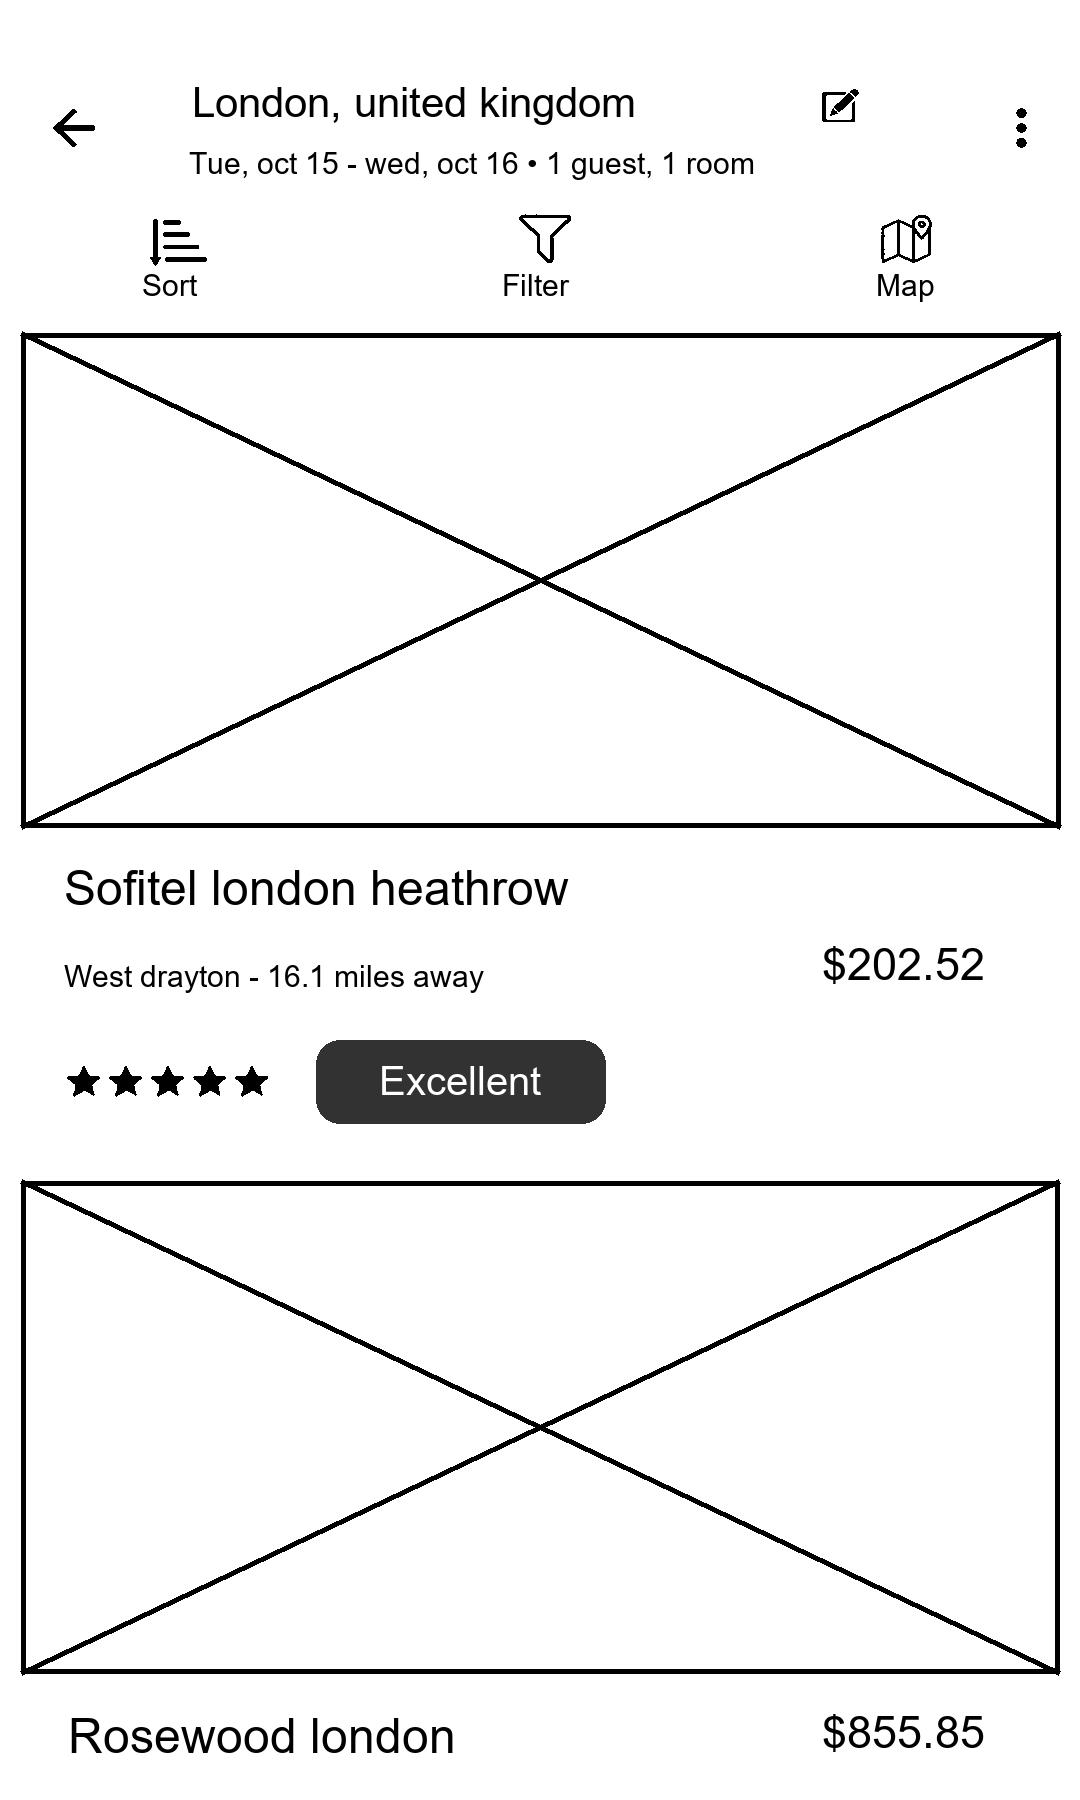 London, united kingdom
Tue, oct 15 - wed, oct 16 • 1 guest, 1 room
Sort
Filter
Map
Sofitel london heathrow
West drayton - 16.1 miles away
$202.52
Excellent
Rosewood london
$855.85